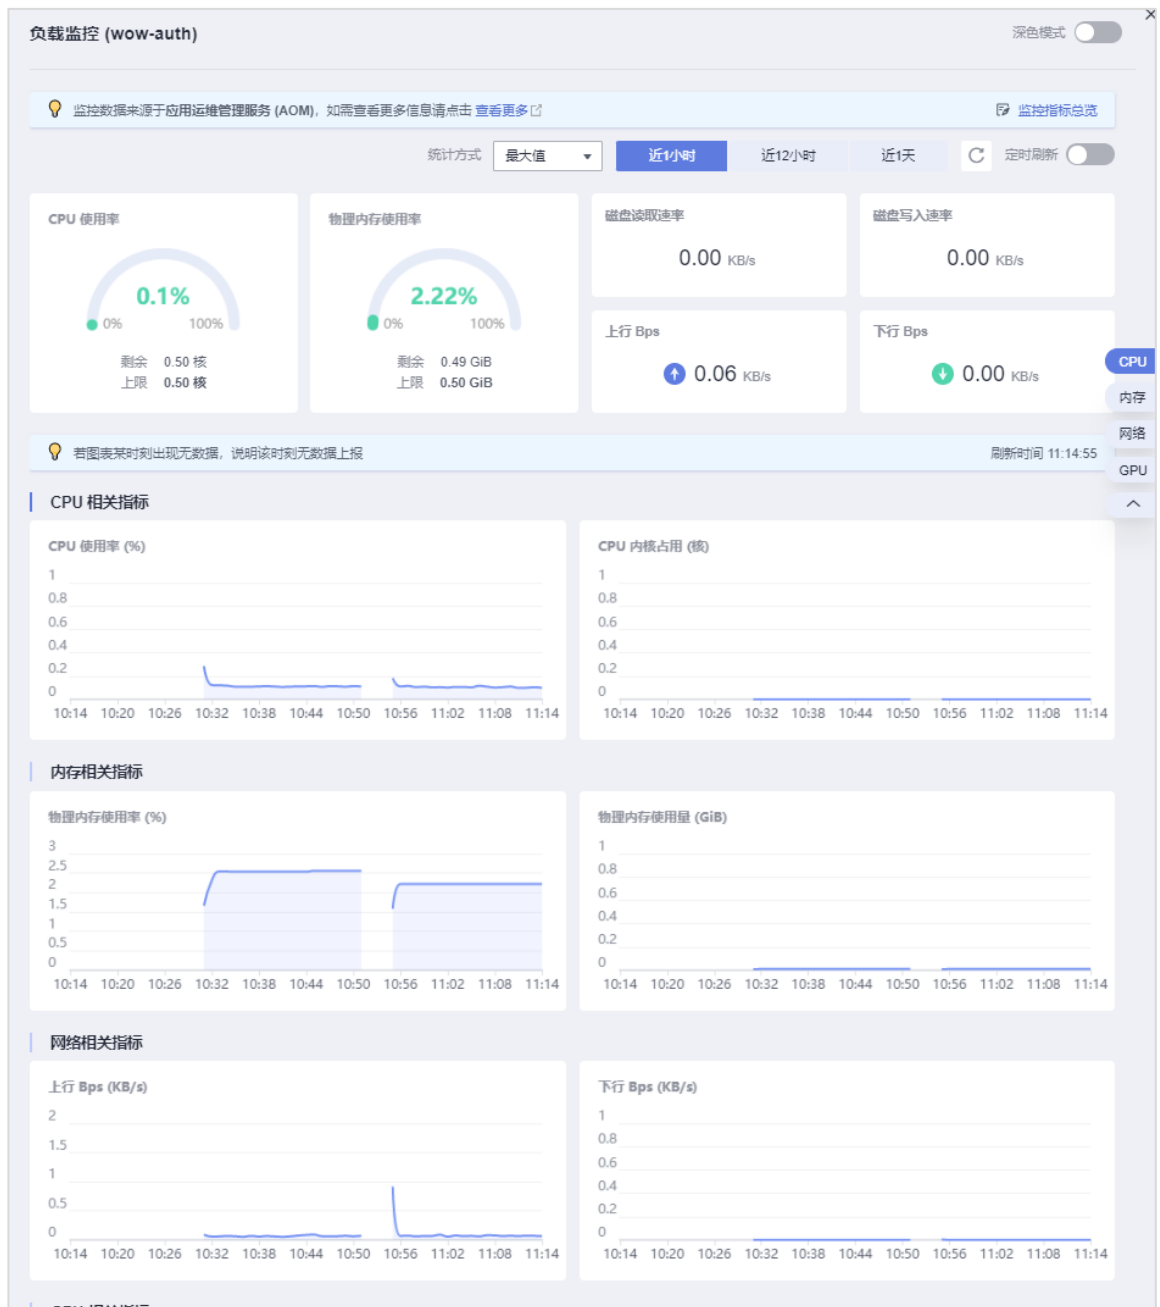 负载监控 (wow-auth)
深色模式
监控数据来源于应用运维管理服务 (AOM)，如需查看更多信息请点击 查看更多
监控指标总览
统计方式 最大值 近1小时 近12小时 近1天 定时刷新
CPU 使用率
0.1%
0% 100%
剩余 0.50 核
上限 0.50 核
物理内存使用率
2.22%
0% 100%
剩余 0.49 GiB
上限 0.50 GiB
磁盘读取速率
0.00 KB/s
磁盘写入速率
0.00 KB/s
上行 Bps
0.06 KB/s
下行 Bps
0.00 KB/s
CPU
内存
网络
GPU
若图表某时刻出现无数据，说明该时刻无数据上报
刷新时间 11:14:55
CPU 相关指标
CPU 使用率 (%)
1
0.8
0.6
0.4
0.2
0
10:14 10:20 10:26 10:32 10:38 10:44 10:50 10:56 11:02 11:08 11:14
CPU 内核占用 (核)
1
0.8
0.6
0.4
0.2
0
10:14 10:20 10:26 10:32 10:38 10:44 10:50 10:56 11:02 11:08 11:14
内存相关指标
物理内存使用率 (%)
3
2.5
2
1.5
1
0.5
0
10:14 10:20 10:26 10:32 10:38 10:44 10:50 10:56 11:02 11:08 11:14
物理内存使用量 (GiB)
1
0.8
0.6
0.4
0.2
0
10:14 10:20 10:26 10:32 10:38 10:44 10:50 10:56 11:02 11:08 11:14
网络相关指标
上行 Bps (KB/s)
2
1.5
1
0.5
0
10:14 10:20 10:26 10:32 10:38 10:44 10:50 10:56 11:02 11:08 11:14
下行 Bps (KB/s)
1
0.8
0.6
0.4
0.2
0
10:14 10:20 10:26 10:32 10:38 10:44 10:50 10:56 11:02 11:08 11:14